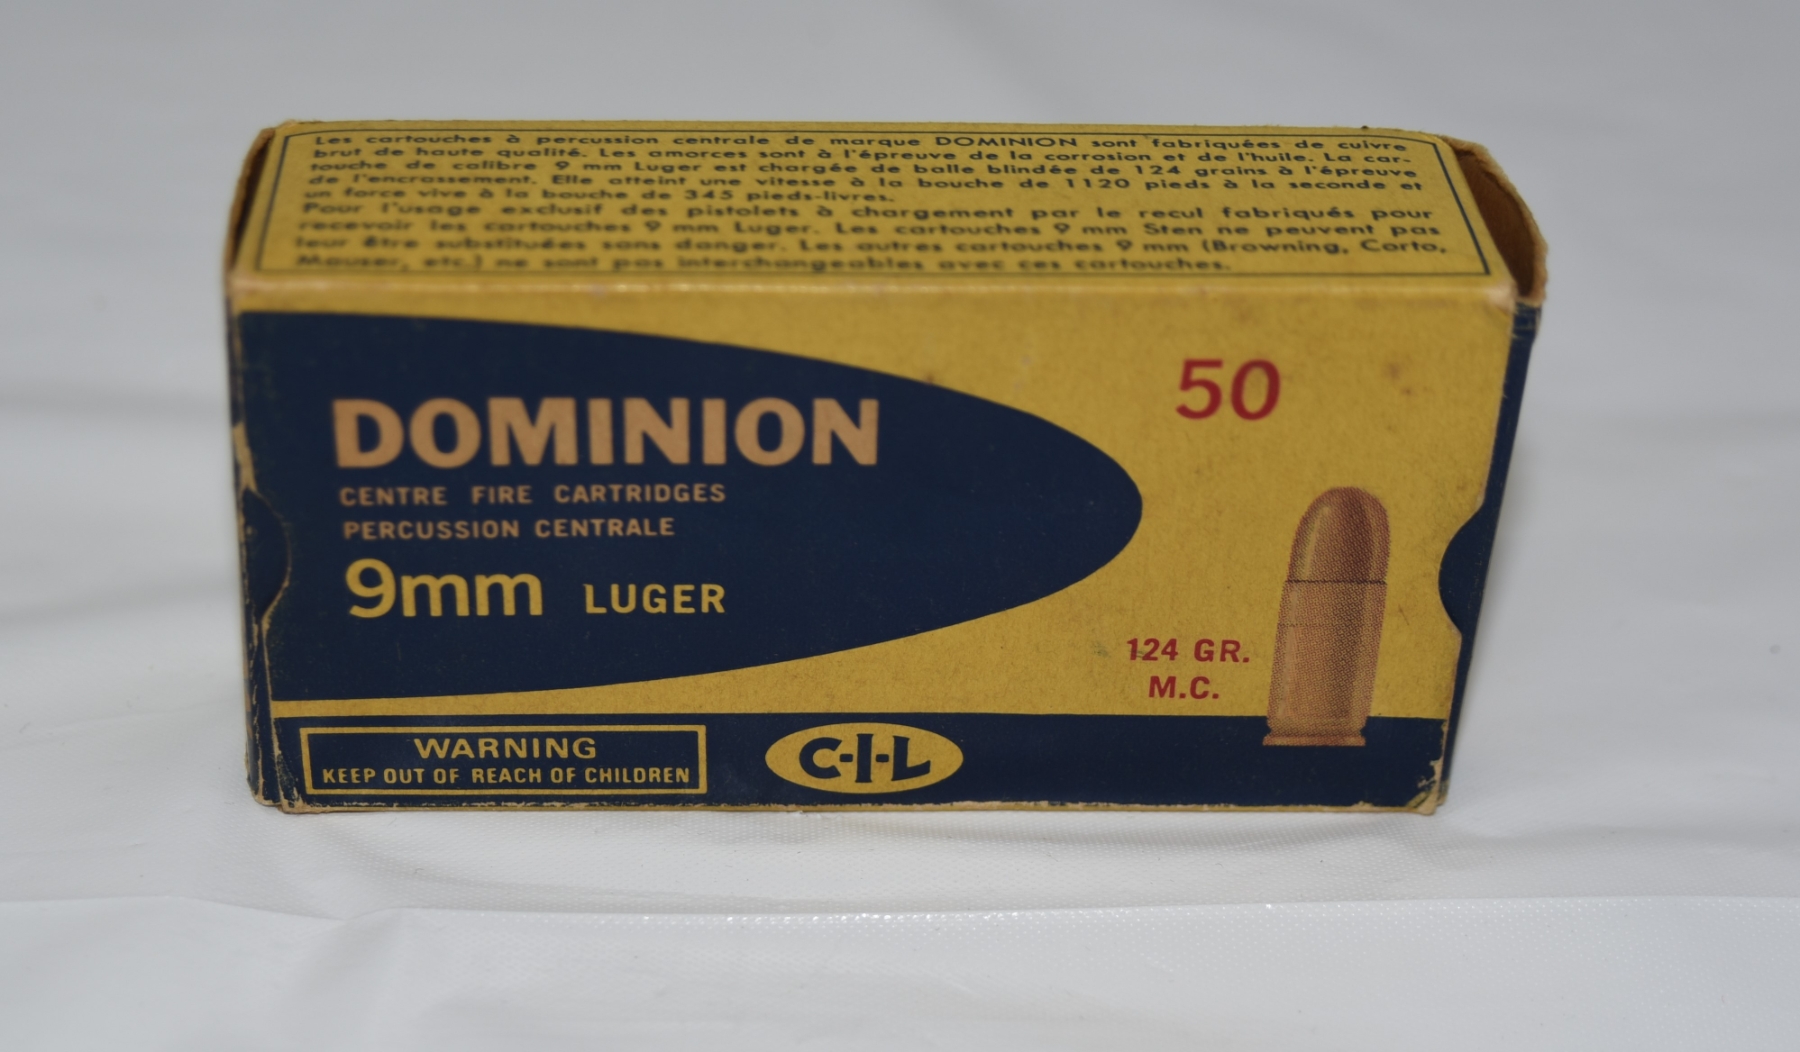 Les cartouches à percussion centrale de marque DOMINION sont fabriquées de cuivre
brut de haute qualité. Les amorces sont à l'épreuve de la corrosion et de l'huile. La car-
touche de calibre 9 mm Luger est chargée de balle blindée de 124 grains à l'épreuve
de l'encrassement. Elle atteint une vitesse à la bouche de 1120 pieds à la seconde et
un force vive à la bouche de 345 pieds-livres.
Pour l'usage exclusif des pistolets à chargement par le recul fabriqués pour
recevoir les cartouches 9 mm Luger. Les cartouches 9 mm Sten ne peuvent pas
leur être substituées sans danger. Les autres cartouches 9 mm (Browning, Corto,
Mauser, etc.) ne sont pas interchangeables avec ces cartouches.
50
DOMINION
CENTRE FIRE CARTRIDGES
PERCUSSION CENTRALE
9mm LUGER
124 GR.
M.C.
WARNING
KEEP OUT OF REACH OF CHILDREN
C-I-L